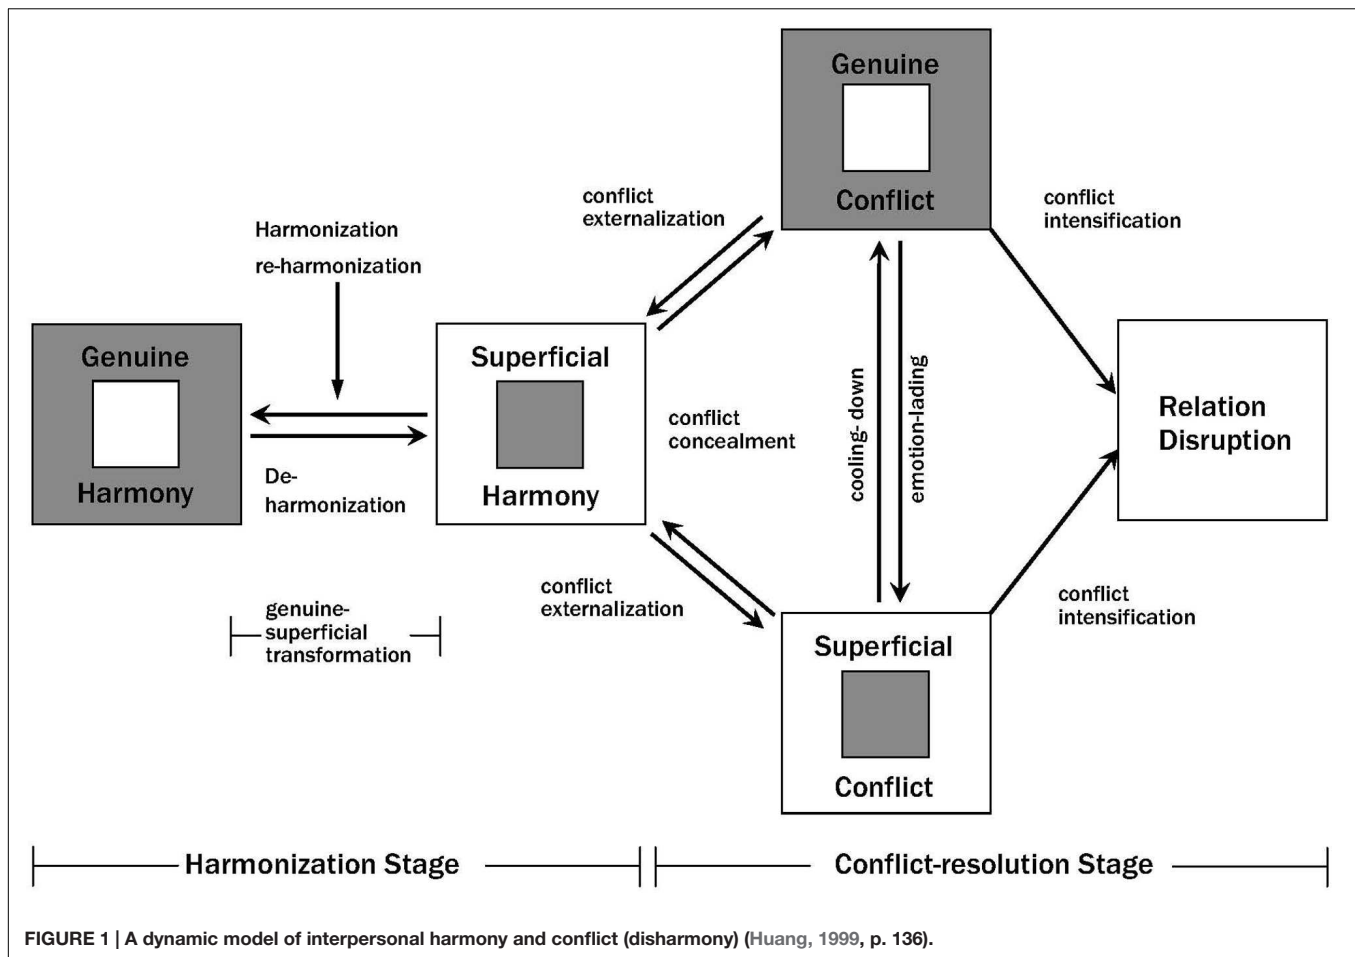 Genuine
Conflict
conflict
externalization
conflict
intensification
Harmonization
re-harmonization
Genuine
Harmony
De-
harmonization
Superficial
Harmony
conflict
concealment
cooling- down
emotion-lading
Relation
Disruption
genuine-
superficial
transformation
conflict
externalization
conflict
intensification
Superficial
Conflict
Harmonization Stage
Conflict-resolution Stage
FIGURE 1 | A dynamic model of interpersonal harmony and conflict (disharmony) (Huang, 1999, p. 136).